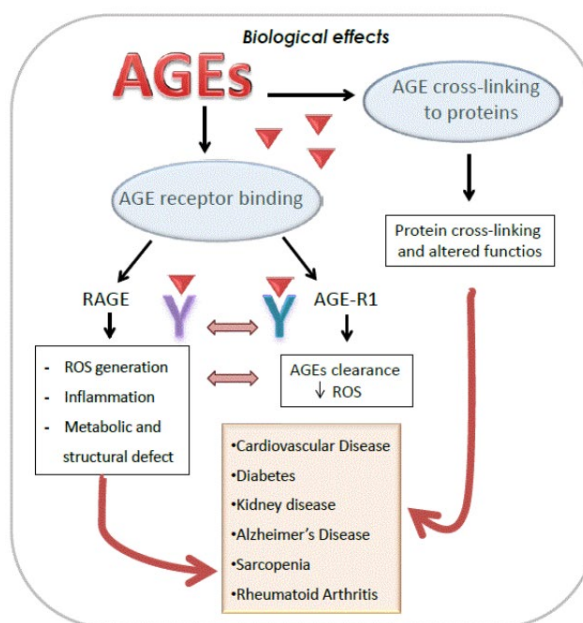 Biological effects
AGEs
AGE cross-linking
to proteins
AGE receptor binding
Protein cross-linking
and altered functios
RAGE
Y
Y
AGE-R1
- ROS generation
- Inflammation
- Metabolic and
structural defect
AGEs clearance
↓ ROS
•Cardiovascular Disease
•Diabetes
•Kidney disease
•Alzheimer’s Disease
•Sarcopenia
•Rheumatoid Arthritis